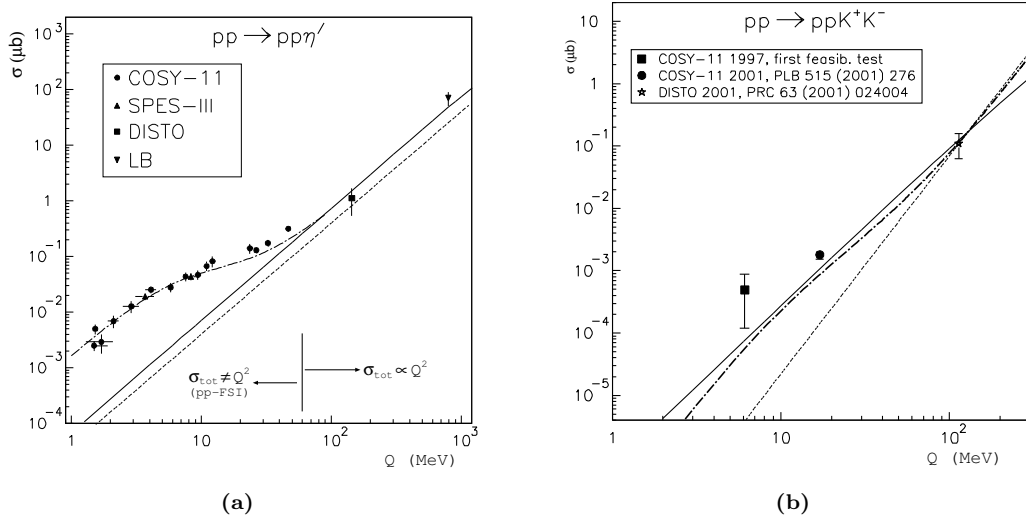 pp → ppη′
σ (μb)
COSY–11
SPES–III
DISTO
LB
10³
10²
10
1
10⁻¹
10⁻²
10⁻³
10⁻⁴
σtot ≠ Q²
(pp–FSI)
σtot ∝ Q²
1
10
10²
10³
Q (MeV)
(a)
pp → ppK⁺K⁻
σ (μb)
COSY–11 1997, first feasib. test
COSY–11 2001, PLB 515 (2001) 276
DISTO 2001, PRC 63 (2001) 024004
10
1
10⁻¹
10⁻²
10⁻³
10⁻⁴
10⁻⁵
1
10
10²
Q (MeV)
(b)